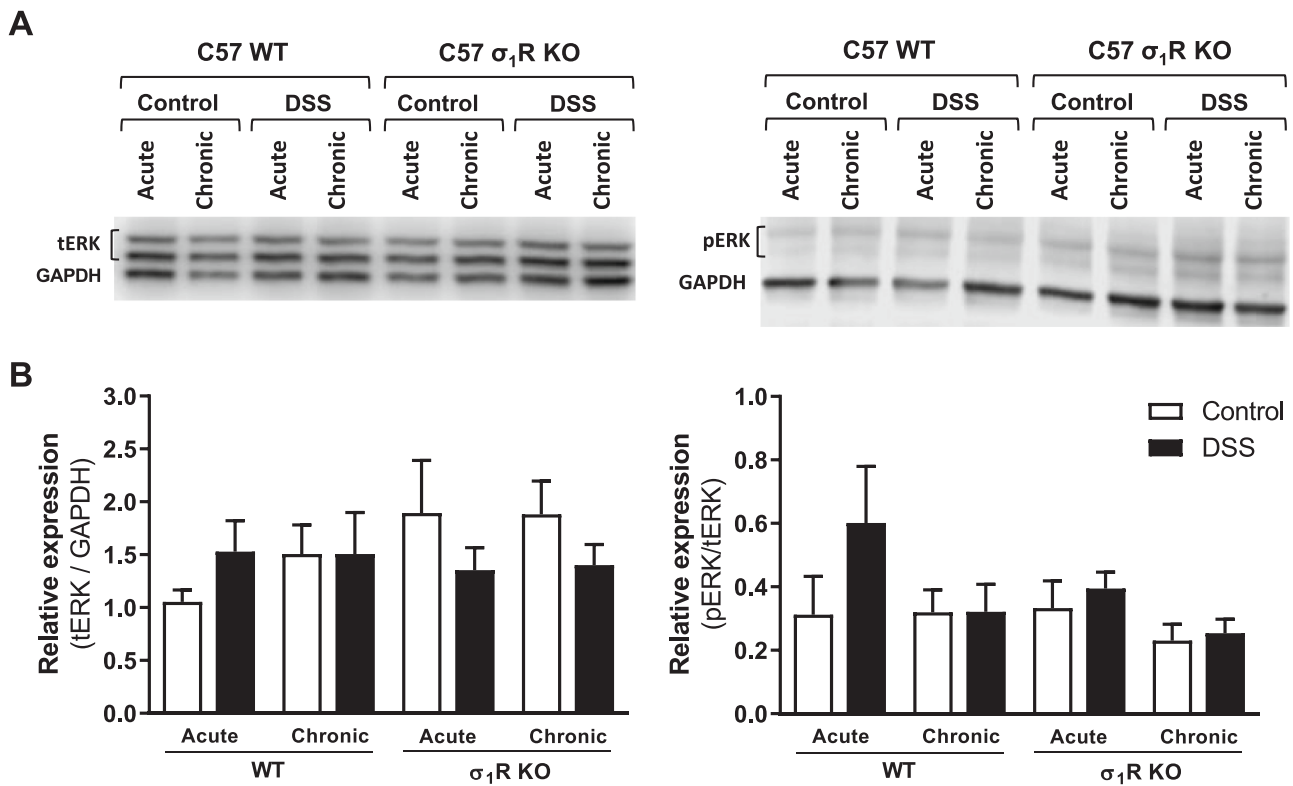 A
C57 WT C57 σ₁R KO
Control DSS Control DSS
Acute Chronic Acute Chronic Acute Chronic Acute Chronic
tERK
GAPDH
C57 WT C57 σ₁R KO
Control DSS Control DSS
Acute Chronic Acute Chronic Acute Chronic Acute Chronic
pERK
GAPDH
B
Relative expression
(tERK / GAPDH)
3.0
2.5
2.0
1.5
1.0
0.5
0.0
Acute Chronic Acute Chronic
WT σ₁R KO
Relative expression
(pERK/tERK)
1.0
0.8
0.6
0.4
0.2
0.0
Control
DSS
Acute Chronic Acute Chronic
WT σ₁R KO